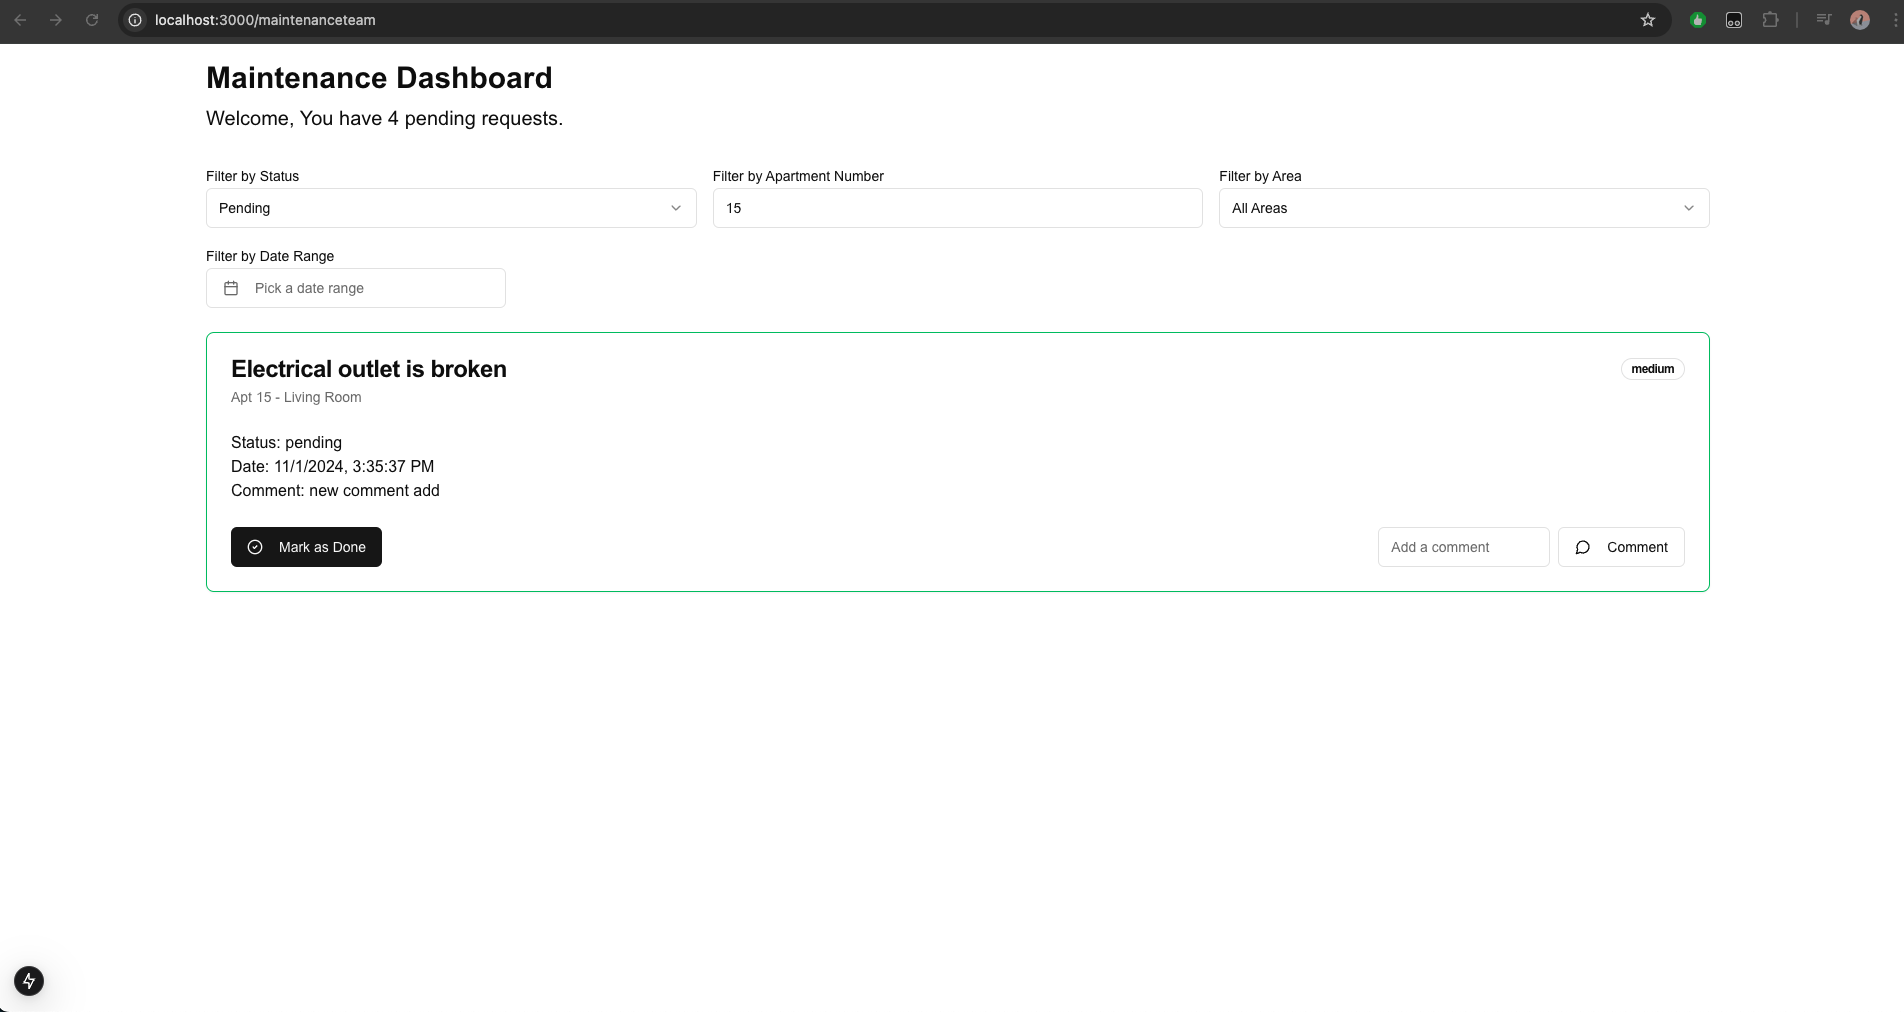 localhost:3000/maintenanceteam
Maintenance Dashboard
Welcome, You have 4 pending requests.
Filter by Status
Filter by Apartment Number
Filter by Area
Pending
15
All Areas
Filter by Date Range
Pick a date range
Electrical outlet is broken
medium
Apt 15 - Living Room
Status: pending
Date: 11/1/2024, 3:35:37 PM
Comment: new comment add
Mark as Done
Add a comment
Comment